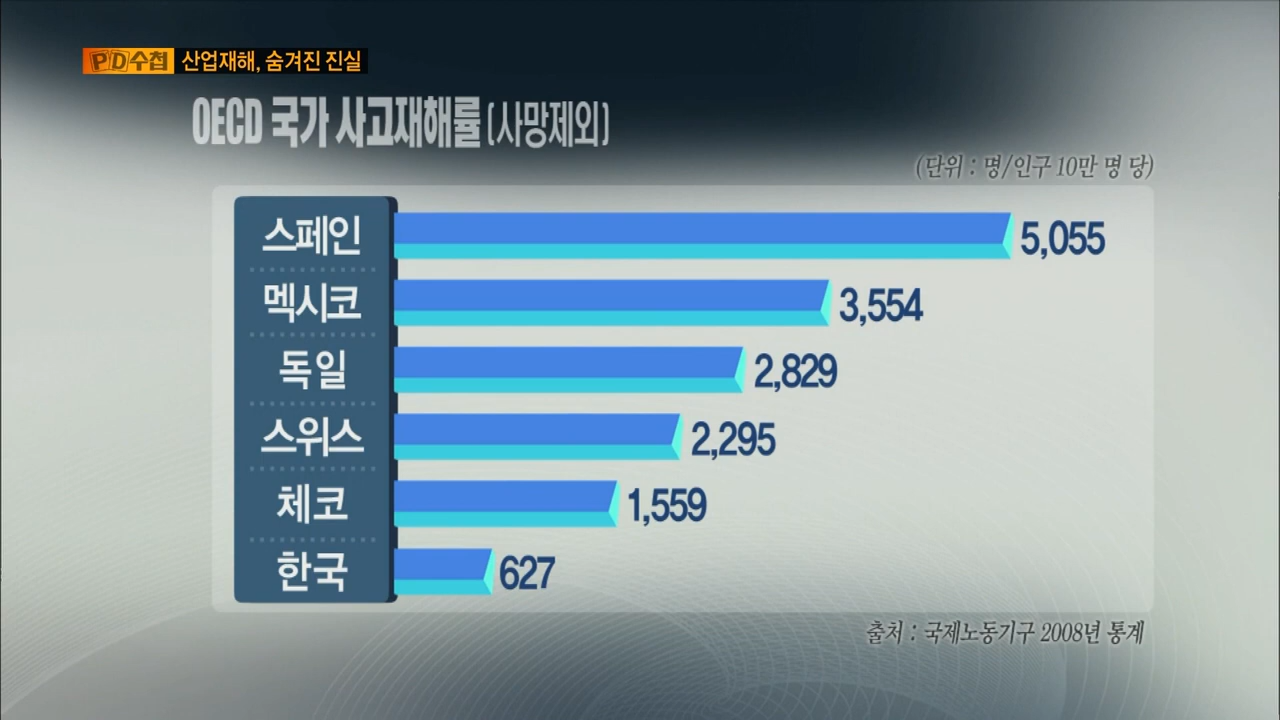 PD수첩 산업재해, 숨겨진 진실
OECD 국가 사고재해률(사망제외)
(단위 : 명/인구 10만 명 당)
스페인 5,055
멕시코 3,554
독일 2,829
스위스 2,295
체코 1,559
한국 627
출처 : 국제노동기구 2008년 통계